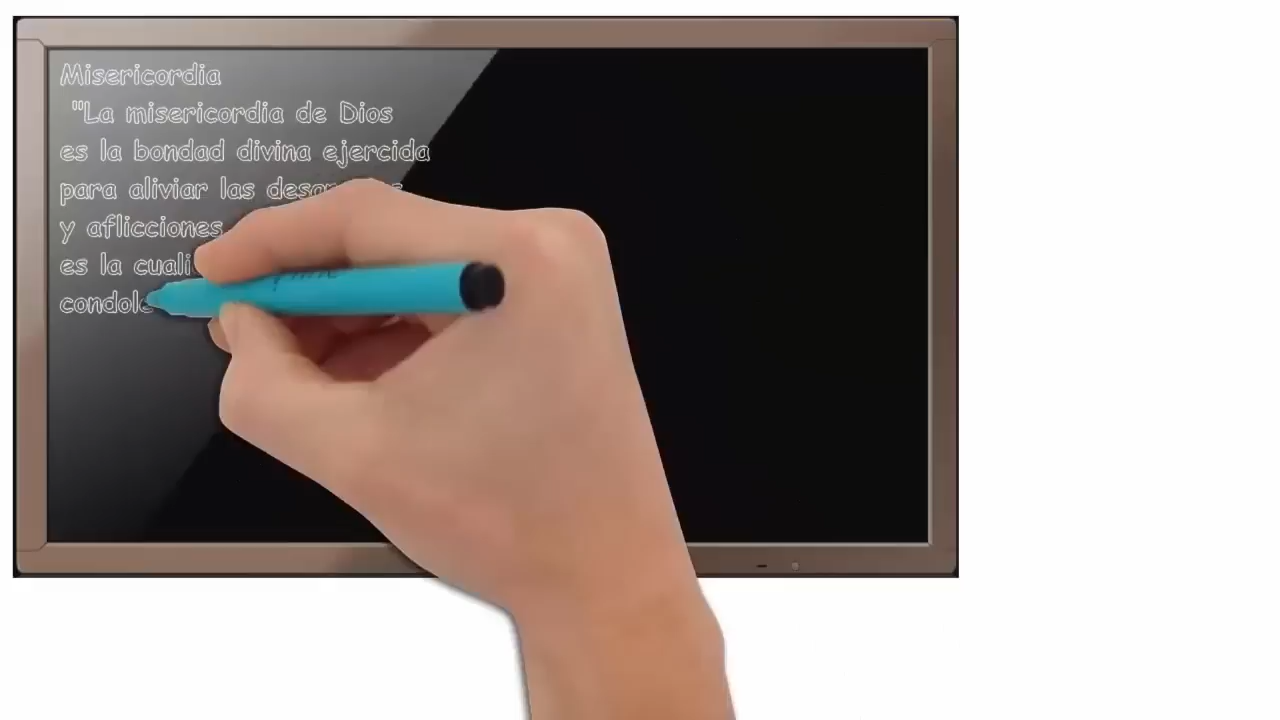 Misericordia
"La misericordia de Dios
es la bondad divina ejercida
para aliviar las
y aflicciones
es la